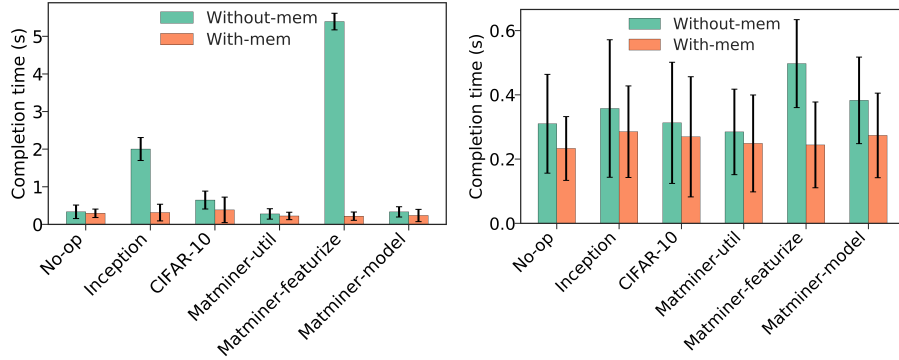 Completion time (s)
5
4
3
2
1
0
Without-mem
With-mem
No-op
Inception
CIFAR-10
Matminer-util
Matminer-featurize
Matminer-model
Completion time (s)
0.6
0.4
0.2
0.0
Without-mem
With-mem
No-op
Inception
CIFAR-10
Matminer-util
Matminer-featurize
Matminer-model